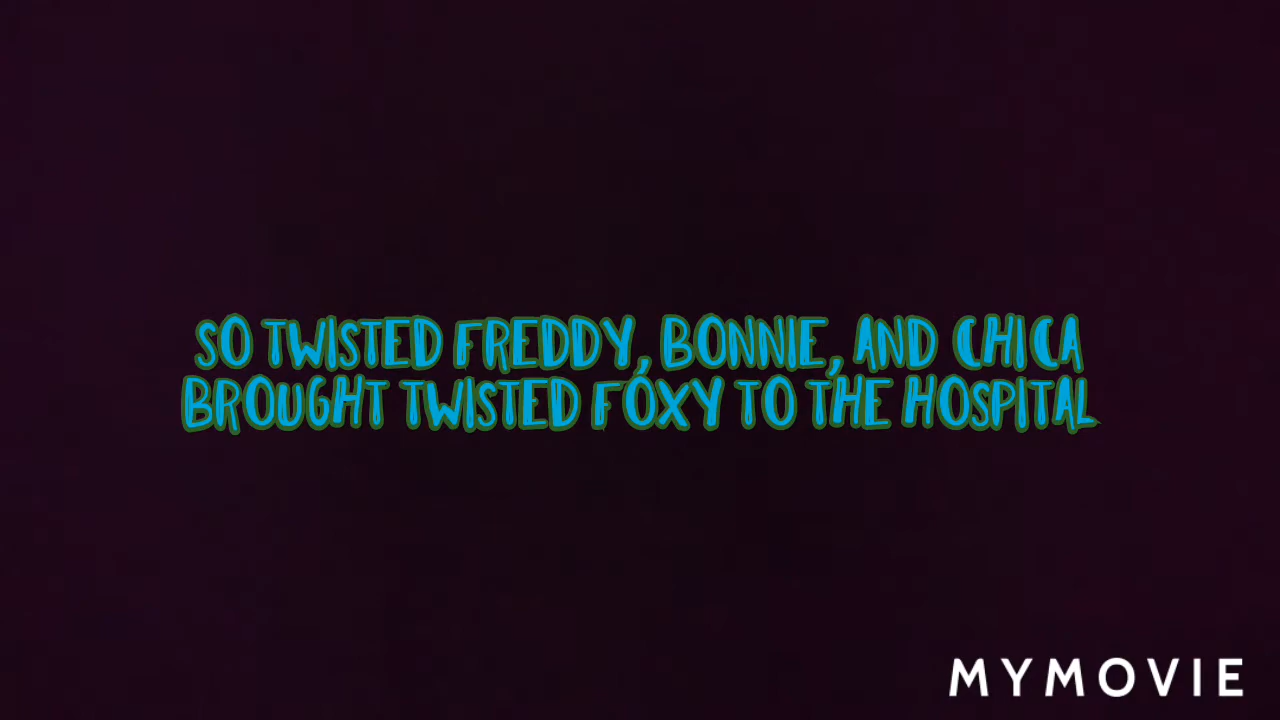 SO TWISTED FREDDY, BONNIE, AND CHICA
BROUGHT TWISTED FOXY TO THE HOSPITAL
MYMOVIE